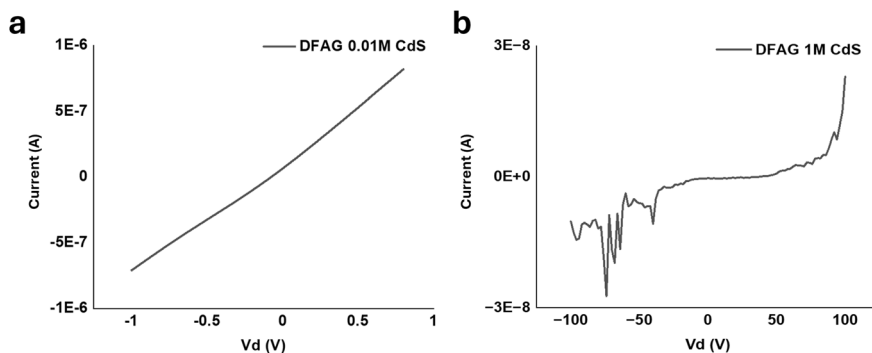 a
DFAG 0.01M CdS
1E-6
5E-7
0
-5E-7
-1E-6
Current (A)
-1
-0.5
0
0.5
1
Vd (V)
b
DFAG 1M CdS
3E-8
0E+0
-3E-8
Current (A)
-100
-50
0
50
100
Vd (V)